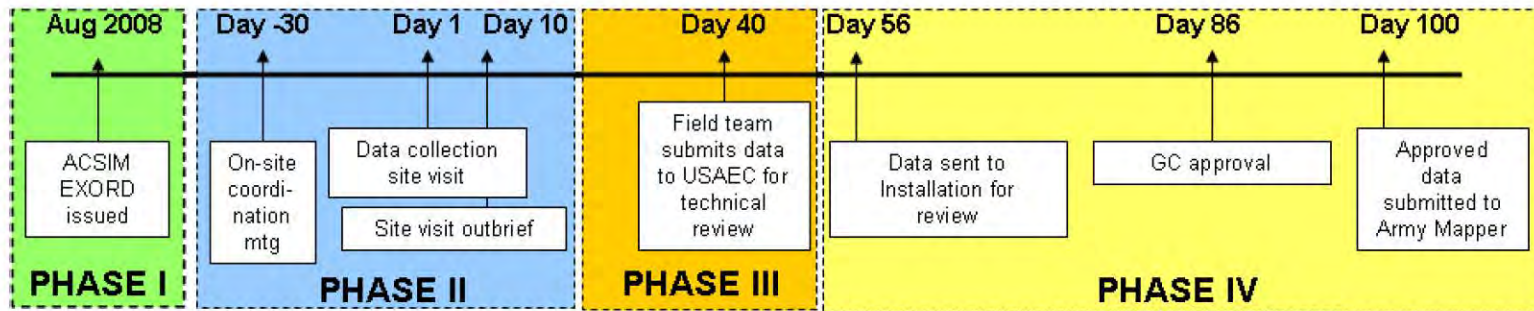 Aug 2008
Day -30
Day 1
Day 10
Day 40
Day 56
Day 86
Day 100
ACSIM
EXORD
issued
On-site
coordi-
nation
mtg
Data collection
site visit
Site visit outbrief
Field team
submits data
to USAEC for
technical
review
Data sent to
Installation for
review
GC approval
Approved
data
submitted to
Army Mapper
PHASE I
PHASE II
PHASE III
PHASE IV